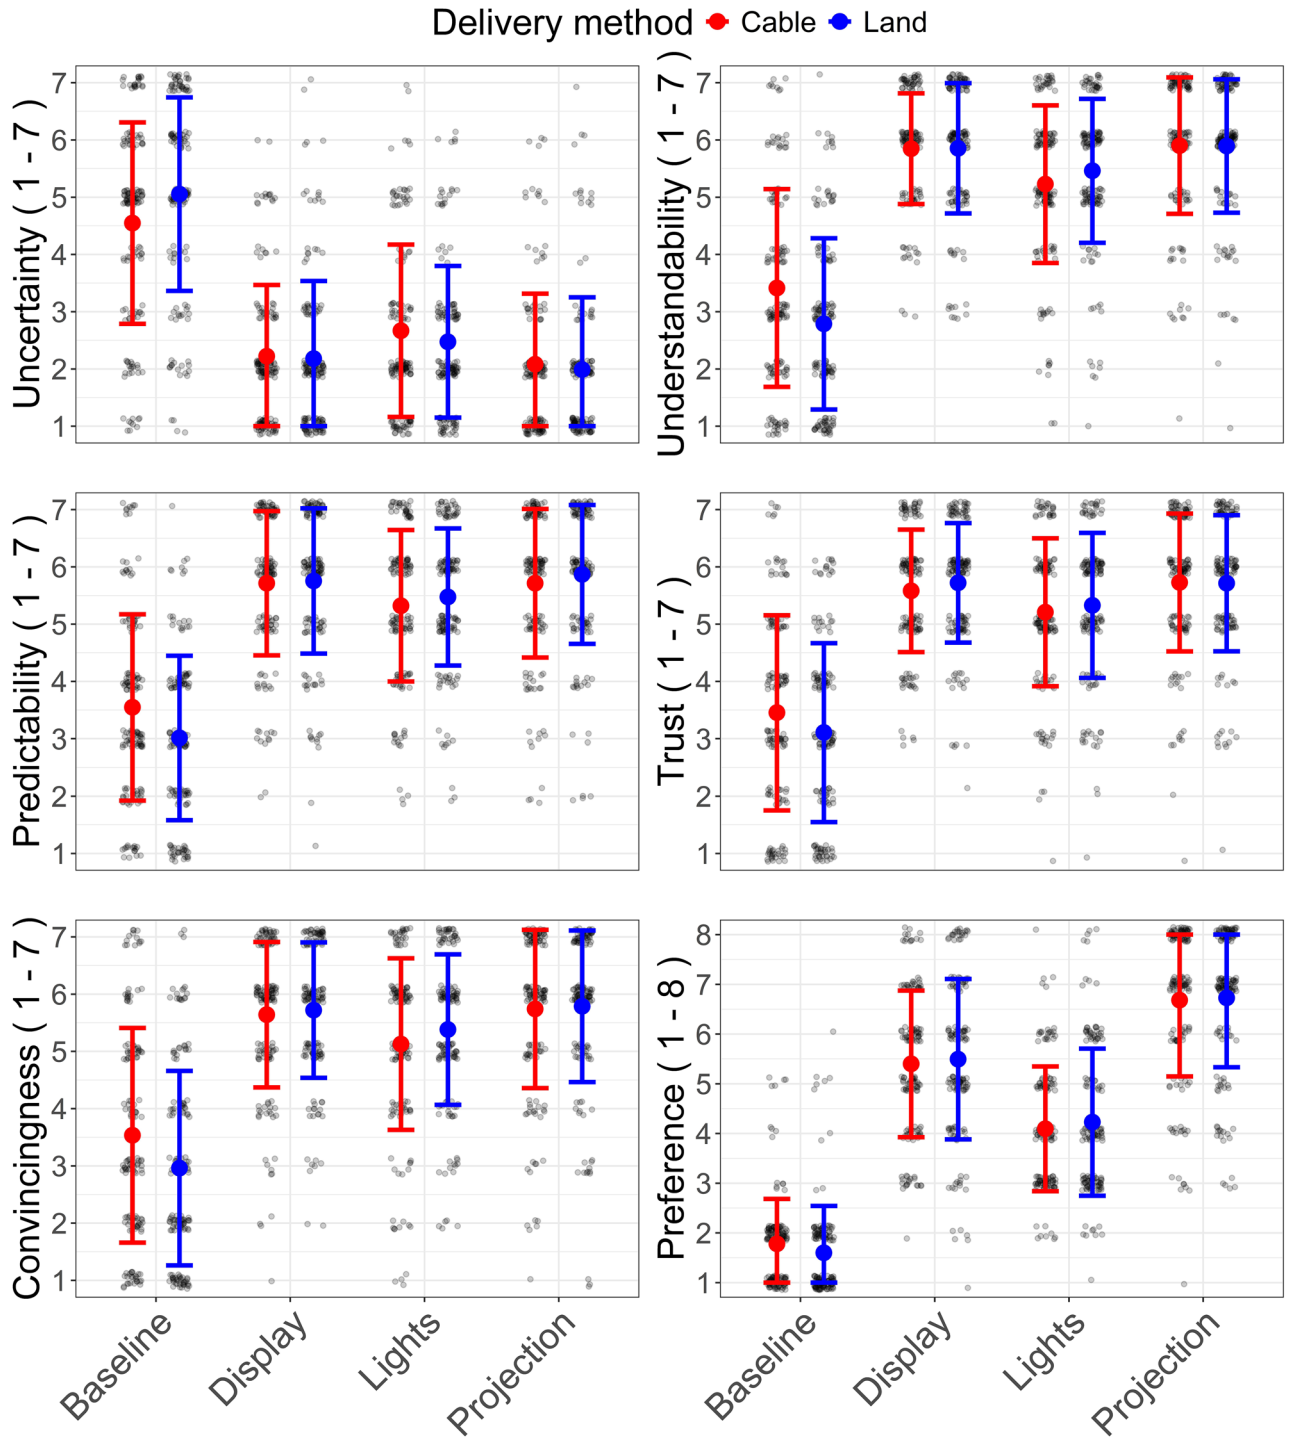 Delivery method Cable Land
Uncertainty ( 1 - 7 )
7
6
5
4
3
2
1
Understandability ( 1 - 7 )
7
6
5
4
3
2
1
Predictability ( 1 - 7 )
7
6
5
4
3
2
1
Trust ( 1 - 7 )
7
6
5
4
3
2
1
Convincingness ( 1 - 7 )
7
6
5
4
3
2
1
Preference ( 1 - 8 )
8
7
6
5
4
3
2
1
Baseline
Display
Lights
Projection
Baseline
Display
Lights
Projection